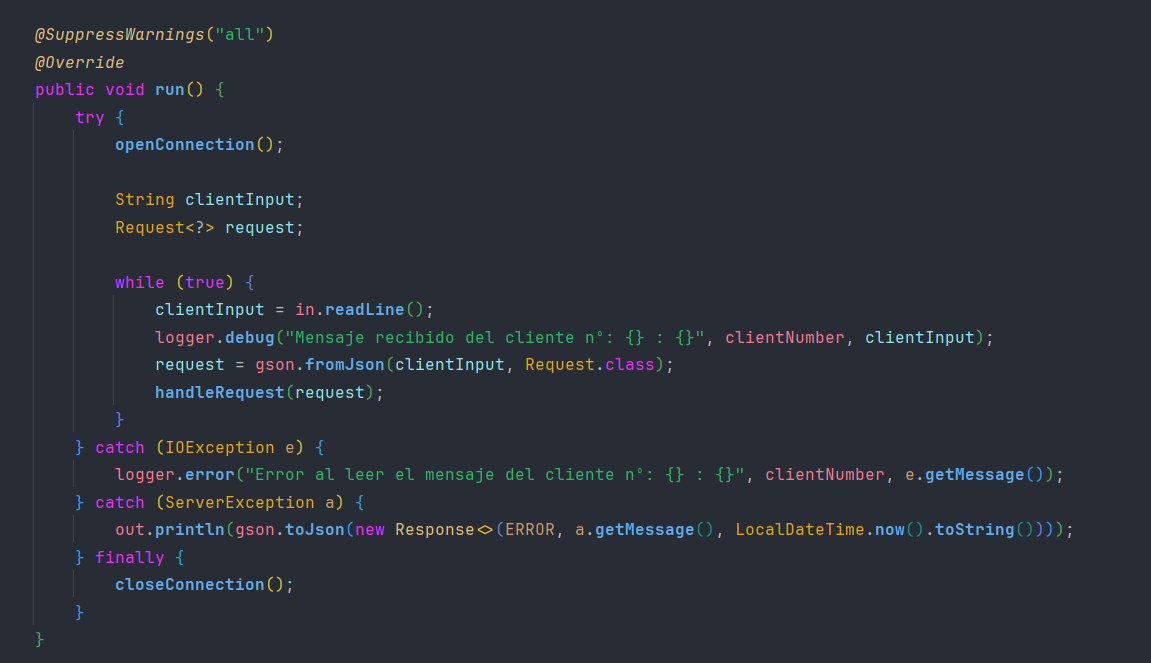 @SuppressWarnings("all")
@Override
public void run() {
    try {
        openConnection();

        String clientInput;
        Request<?> request;

        while (true) {
            clientInput = in.readLine();
            logger.debug("Mensaje recibido del cliente nº: {} : {}", clientNumber, clientInput);
            request = gson.fromJson(clientInput, Request.class);
            handleRequest(request);
        }
    } catch (IOException e) {
        logger.error("Error al leer el mensaje del cliente nº: {} : {}", clientNumber, e.getMessage());
    } catch (ServerException a) {
        out.println(gson.toJson(new Response<>(ERROR, a.getMessage(), LocalDateTime.now().toString())));
    } finally {
        closeConnection();
    }
}